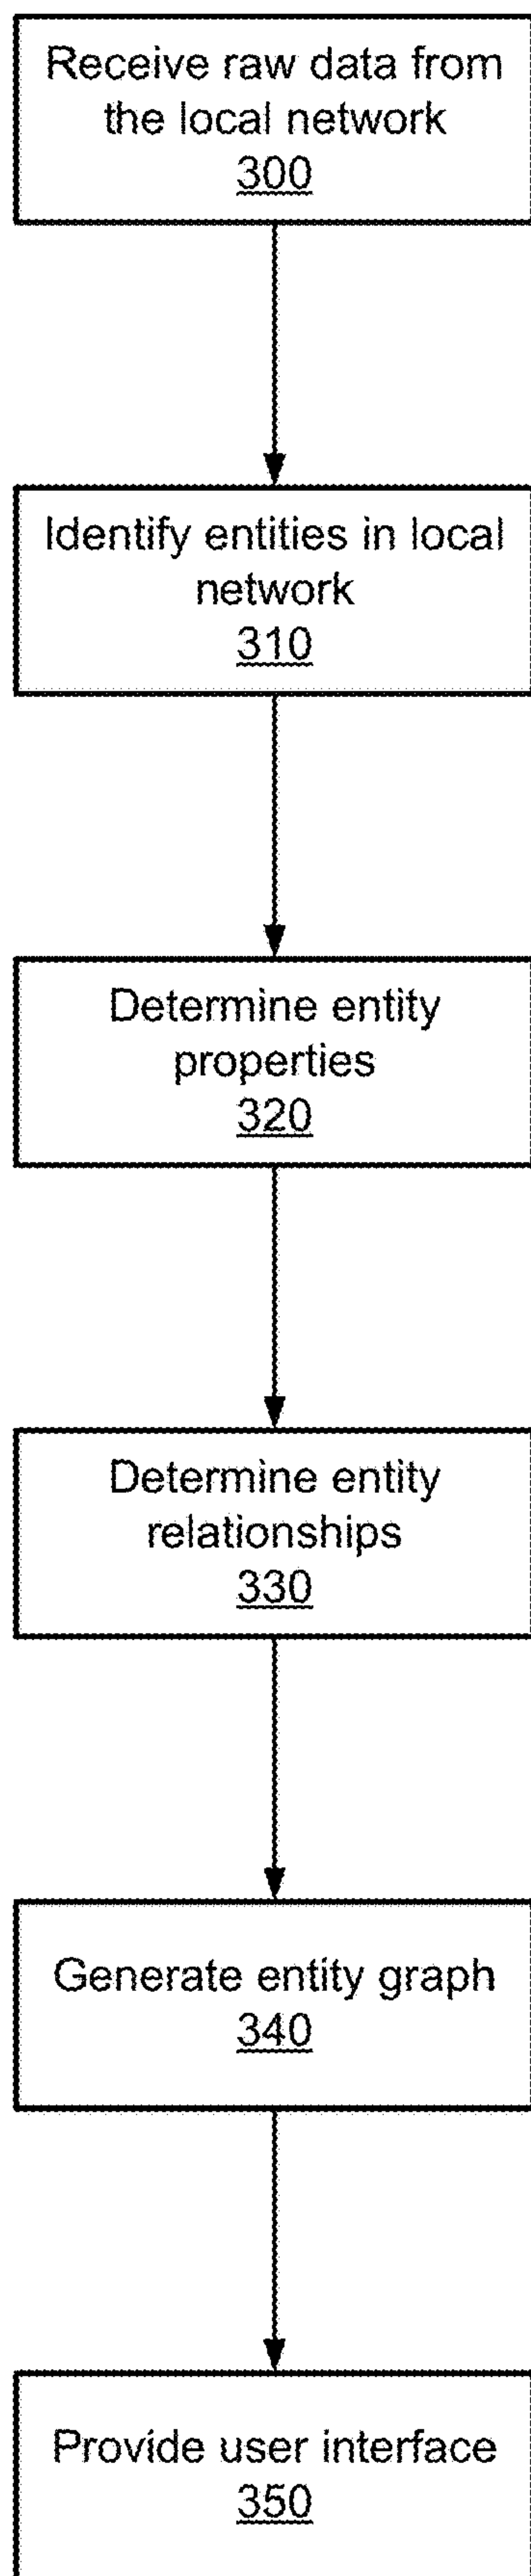 Receive raw data from
the local network
300
Identify entities in local
network
310
Determine entity
properties
320
Determine entity
relationships
330
Generate entity graph
340
Provide user interface
350